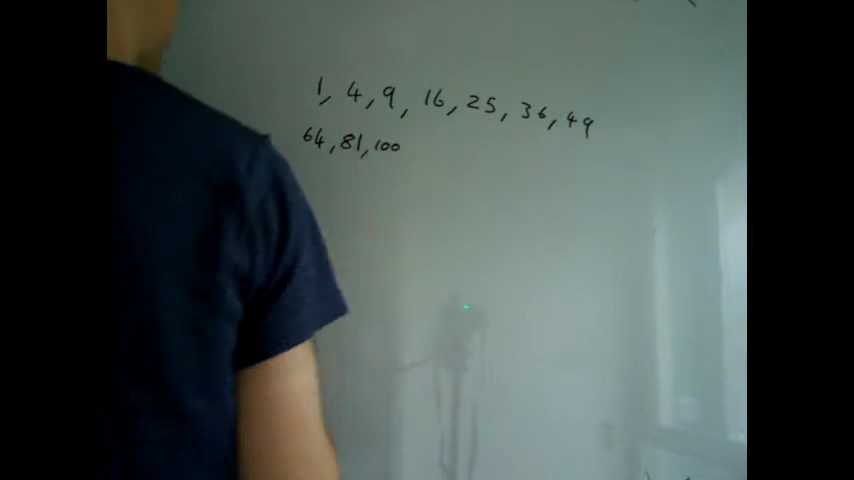 1, 4, 9, 16, 25, 36, 49
64, 81, 100